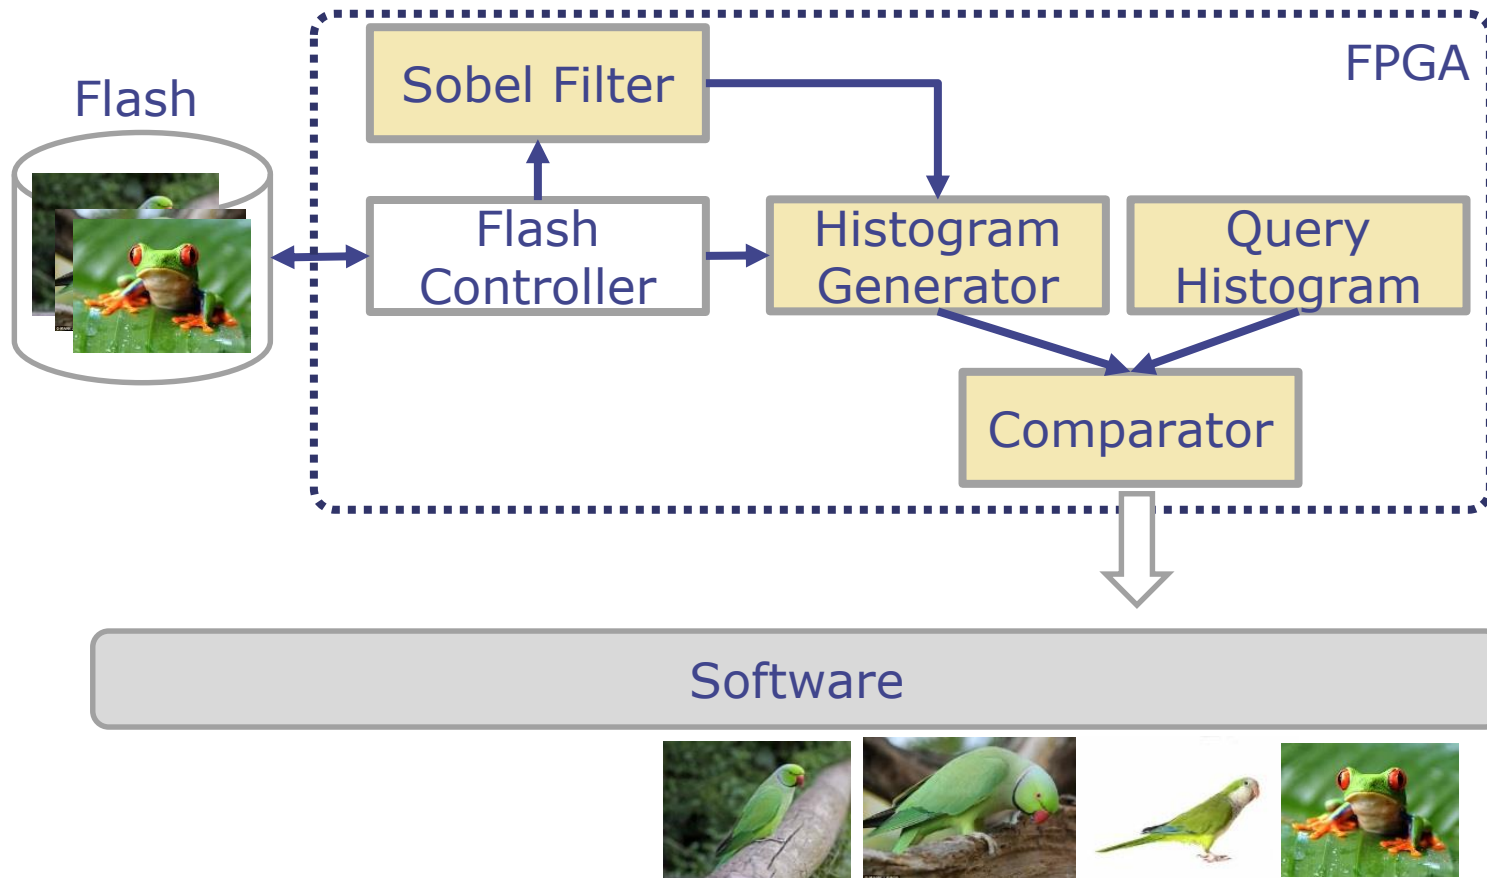 FPGA
Flash
Sobel Filter
Flash
Controller
Histogram
Generator
Query
Histogram
Comparator
Software